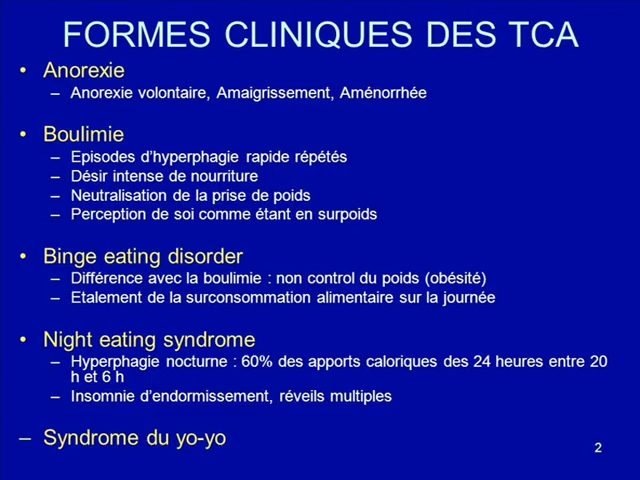 FORMES CLINIQUES DES TCA
• Anorexie
– Anorexie volontaire, Amaigrissement, Aménorrhée
• Boulimie
– Episodes d'hyperphagie rapide répétés
– Désir intense de nourriture
– Neutralisation de la prise de poids
– Perception de soi comme étant en surpoids
• Binge eating disorder
– Différence avec la boulimie : non control du poids (obésité)
– Etalement de la surconsommation alimentaire sur la journée
• Night eating syndrome
– Hyperphagie nocturne : 60% des apports caloriques des 24 heures entre 20
h et 6 h
– Insomnie d'endormissement, réveils multiples
– Syndrome du yo-yo
2